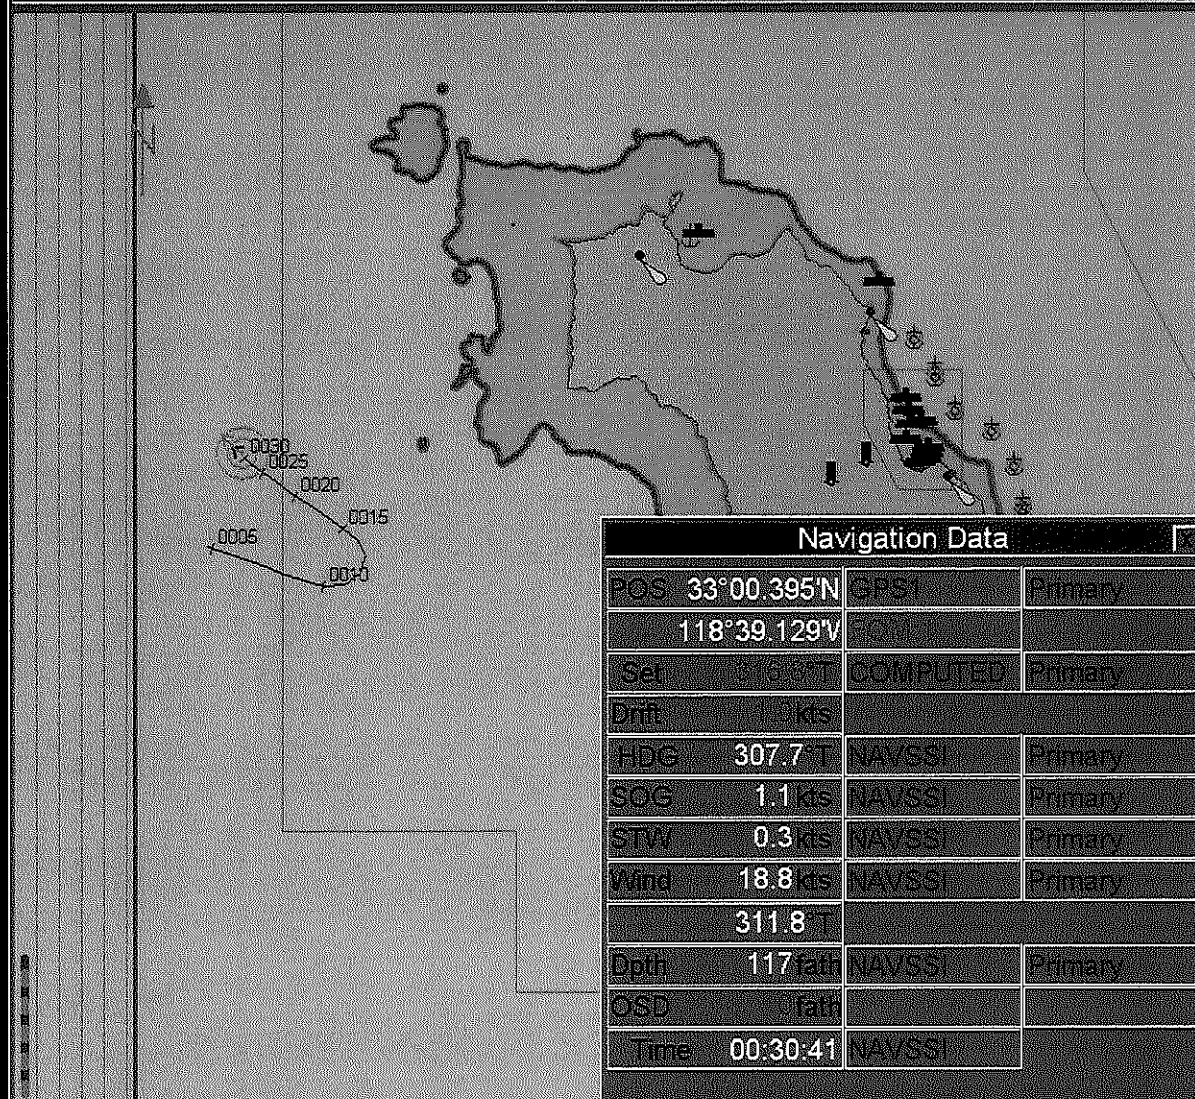 0030
0025
0020
0015
0005
0010
Navigation Data
POS 33°00.395'N GPS1 Primary
118°39.129'W
Set °T COMPUTED Primary
Drift kts
HDG 307.7°T NAVSSI Primary
SOG 1.1 kts NAVSSI Primary
STW 0.3 kts NAVSSI Primary
Wind 18.8 kts NAVSSI Primary
311.8°T
Dpth 117 fath NAVSSI Primary
OSD fath
Time 00:30:41 NAVSSI